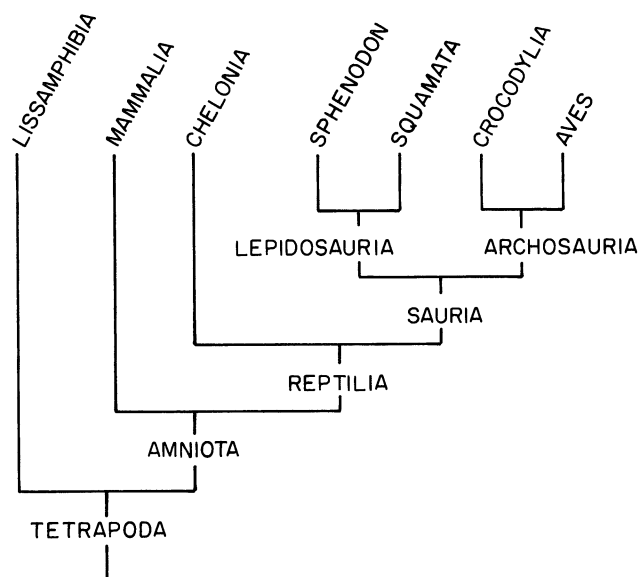 LISSAMPHIBIA
MAMMALIA
CHELONIA
SPHENODON
SQUAMATA
CROCODYLIA
AVES
LEPIDOSAURIA
ARCHOSAURIA
SAURIA
REPTILIA
AMNIOTA
TETRAPODA